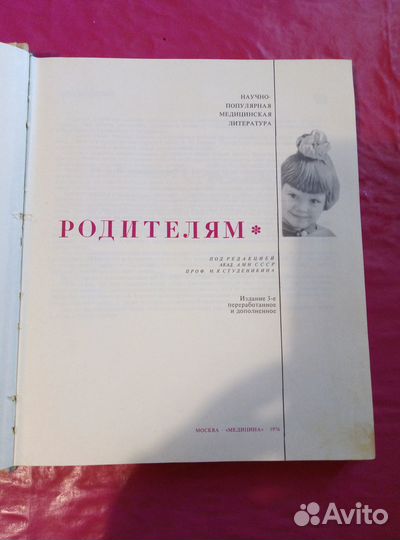 НАУЧНО-
ПОПУЛЯРНАЯ
МЕДИЦИНСКАЯ
ЛИТЕРАТУРА
РОДИТЕЛЯМ*
ПОД РЕДАКЦИЕЙ
АКАД. АМН СССР
ПРОФ. М.Я.СТУДЕНИКИНА
Издание 3-е
переработанное
и дополненное
МОСКВА · «МЕДИЦИНА» · 1976
Avito